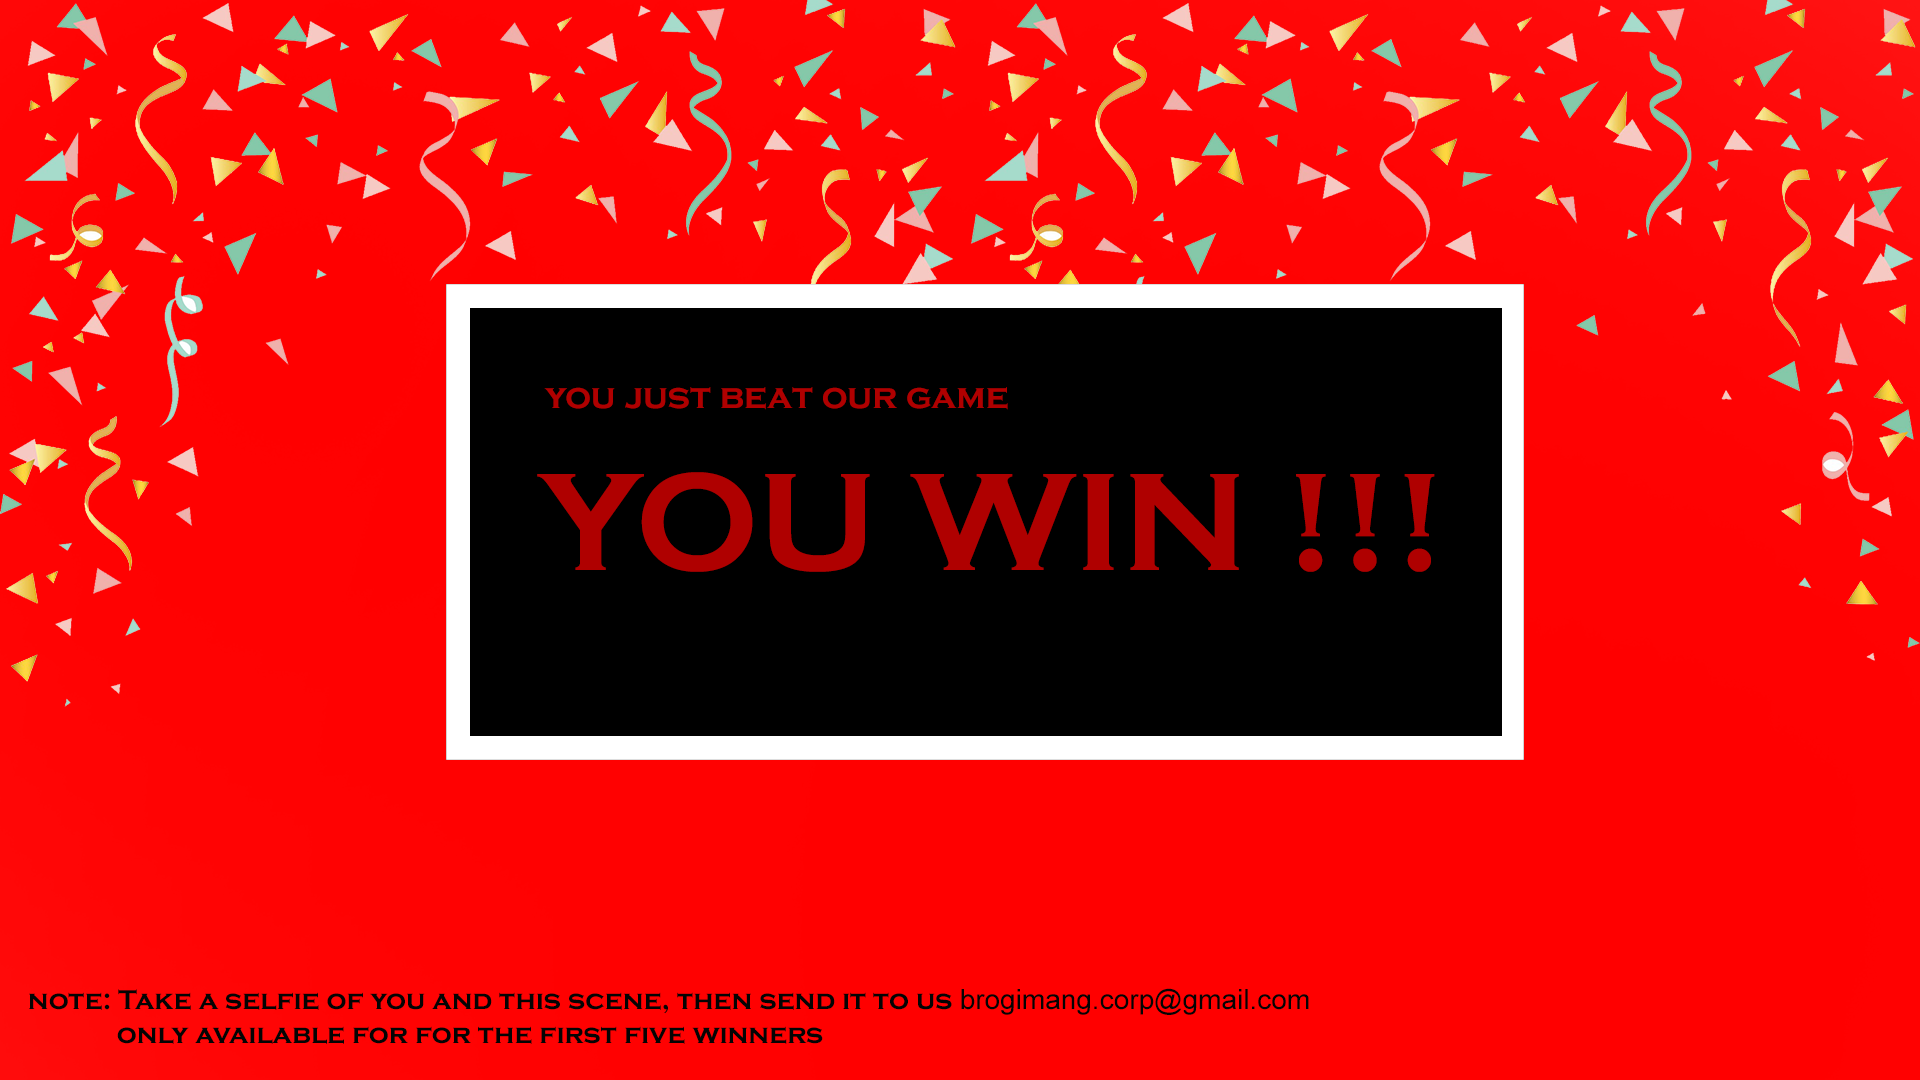 YOU JUST BEAT OUR GAME
YOU WIN !!!
NOTE: TAKE A SELFIE OF YOU AND THIS SCENE, THEN SEND IT TO US brogimang.corp@gmail.com
ONLY AVAILABLE FOR FOR THE FIRST FIVE WINNERS